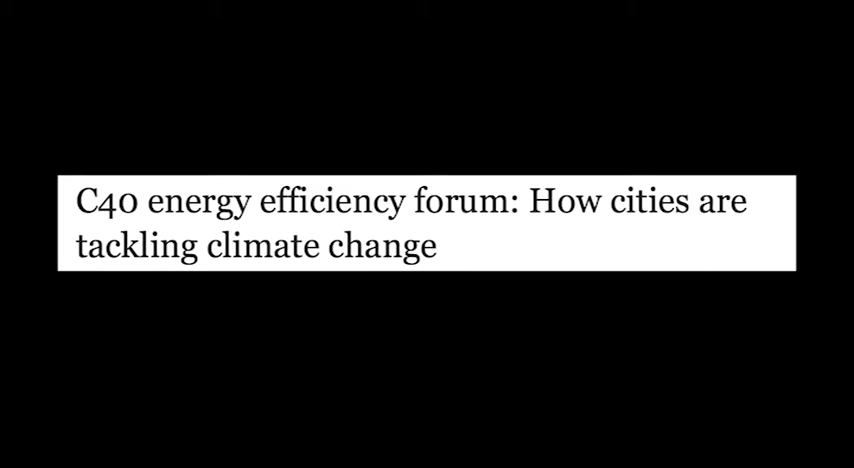 C40 energy efficiency forum: How cities are
tackling climate change